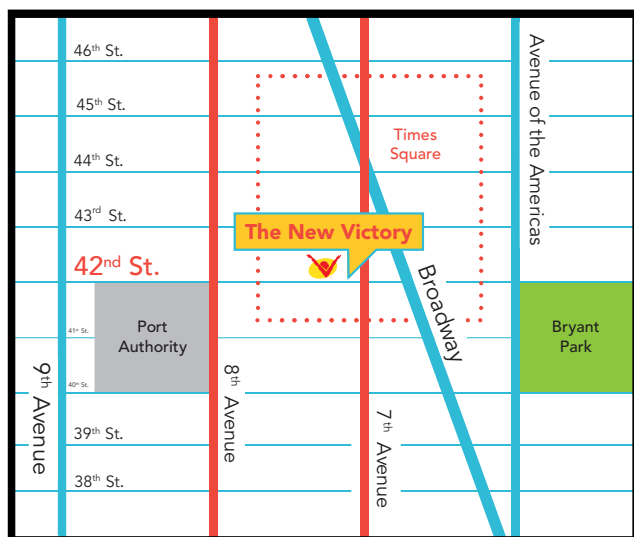 46th St.
45th St.
44th St.
43rd St.
42nd St.
41st St.
40th St.
39th St.
38th St.
Times
Square
The New Victory
Port
Authority
Bryant
Park
9th Avenue
8th Avenue
7th Avenue
Broadway
Avenue of the Americas